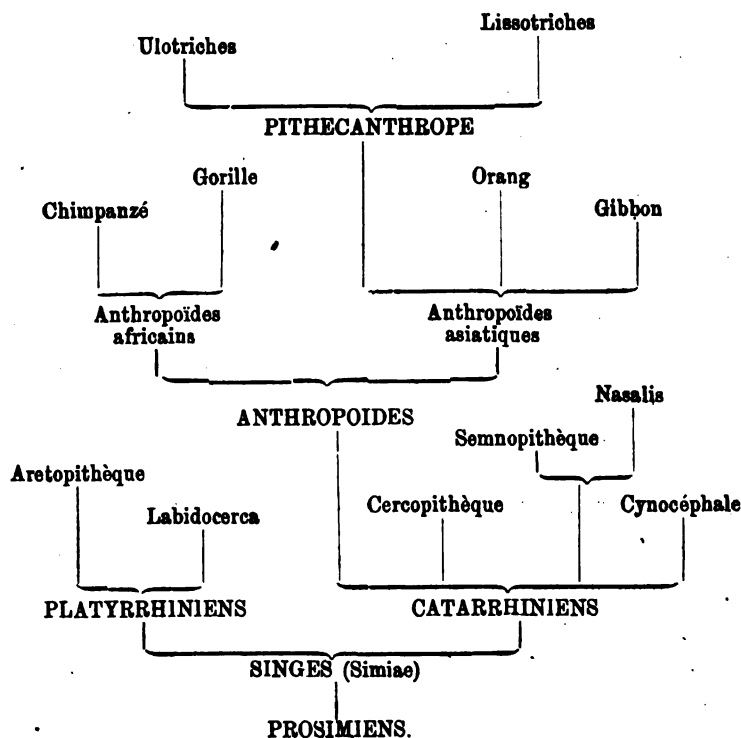 Lissotriches
Ulotriches
PITHECANTHROPE
Gorille
Orang
Chimpanzé
Gibbon
Anthropoïdes
africains
Anthropoïdes
asiatiques
Nasalis
ANTHROPOIDES
Semnopithèque
Aretopithèque
Cercopithèque
Cynocéphale
Labidocerca
PLATYRRHINIENS
CATARRHINIENS
SINGES (Simiae)
PROSIMIENS.